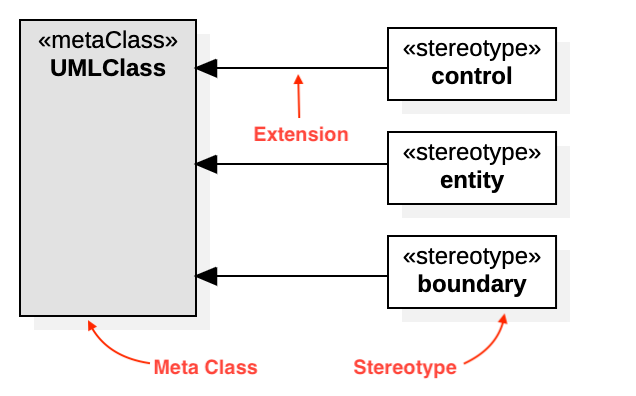 «metaClass»
UMLClass
«stereotype»
control
Extension
«stereotype»
entity
«stereotype»
boundary
Meta Class
Stereotype